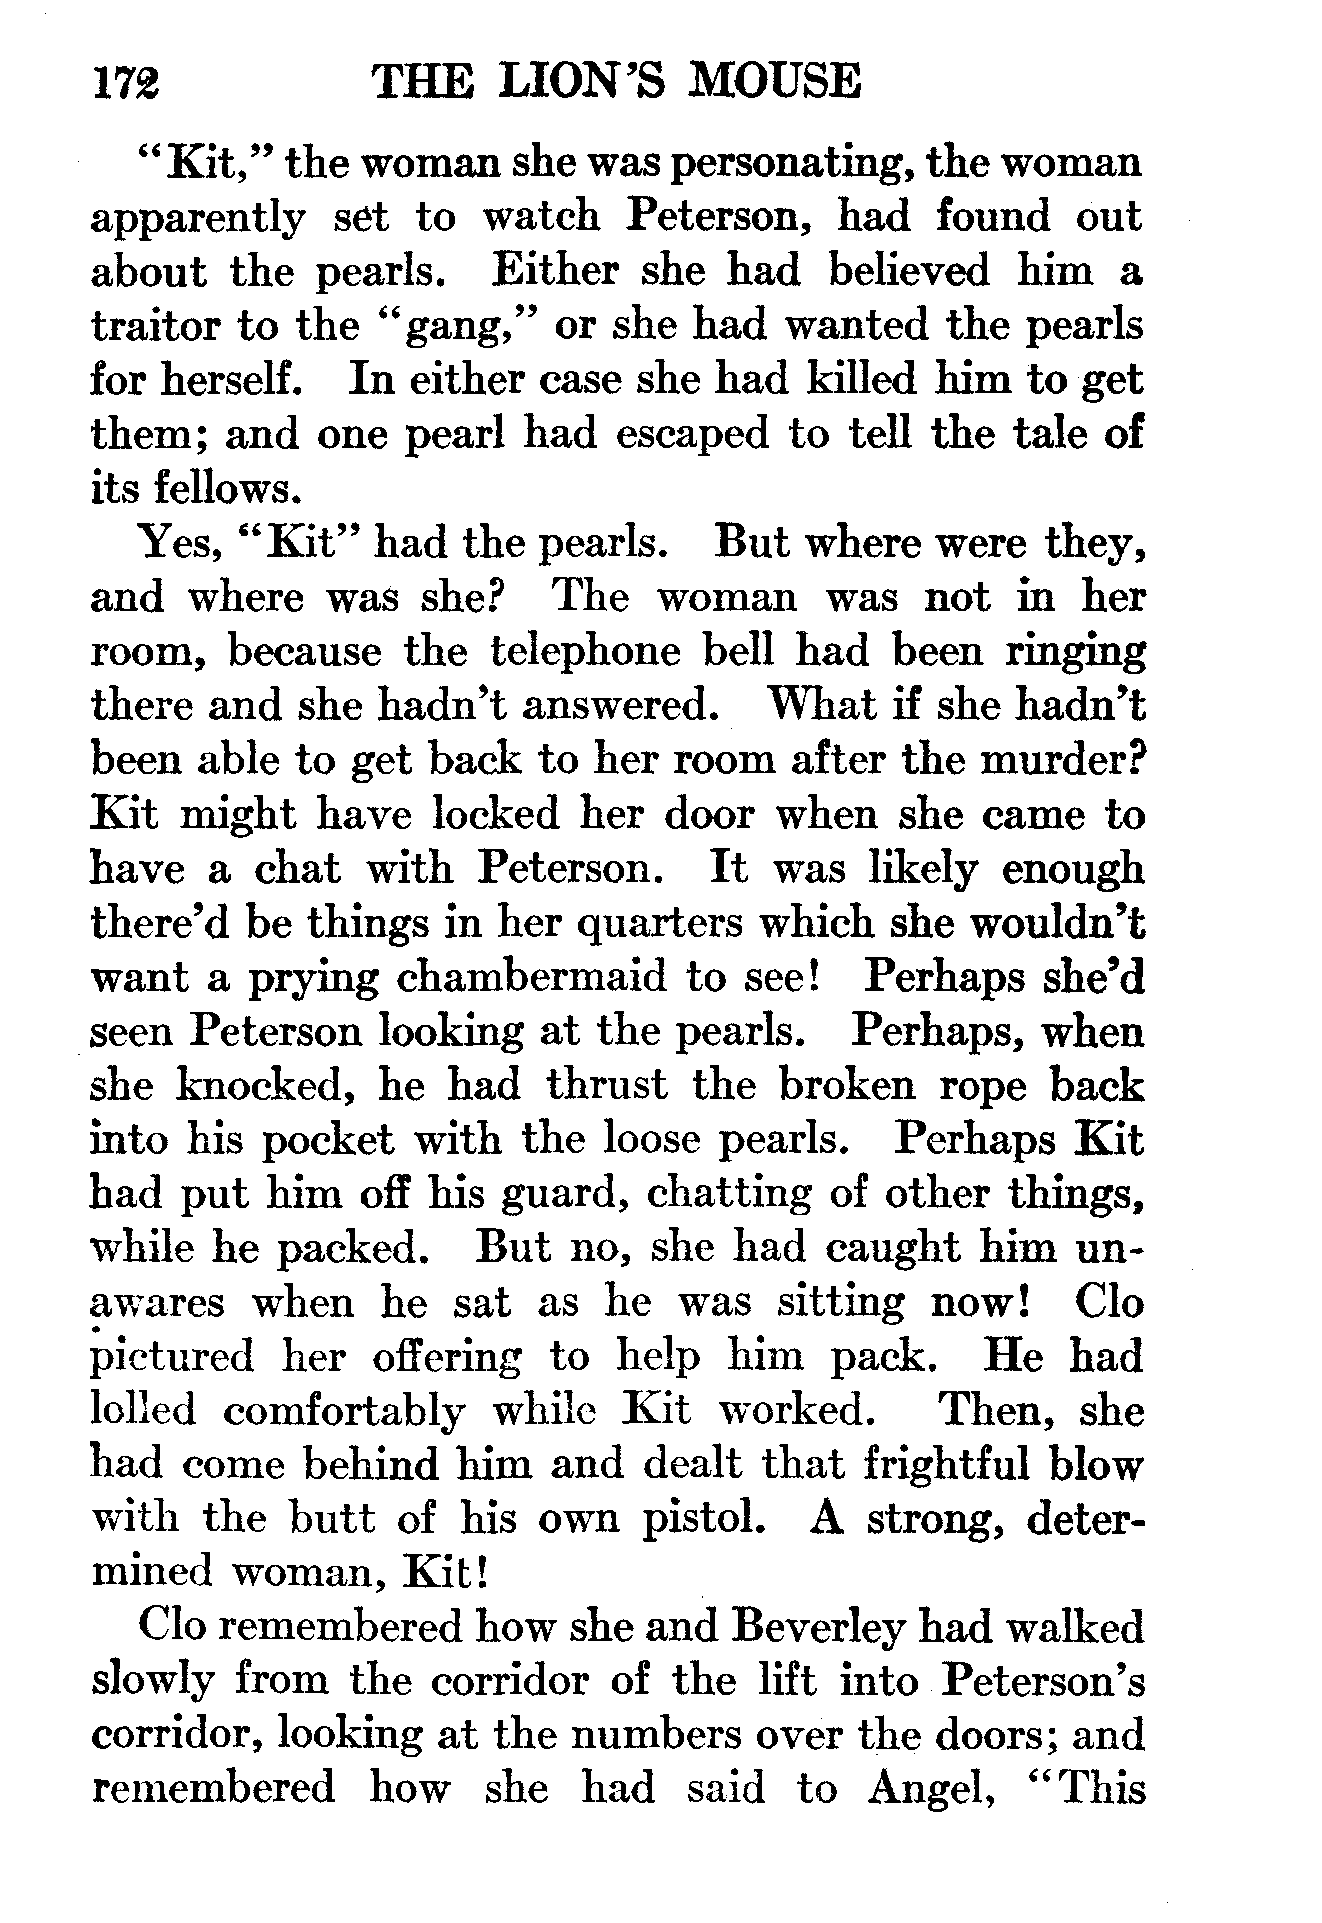 172 THE LION'S MOUSE
“Kit,” the woman she was personating, the woman
apparently set to watch Peterson, had found out
about the pearls. Either she had believed him a
traitor to the “gang,” or she had wanted the pearls
for herself. In either case she had killed him to get
them; and one pearl had escaped to tell the tale of
its fellows.
Yes, “Kit” had the pearls. But where were they,
and where was she? The woman was not in her
room, because the telephone bell had been ringing
there and she hadn't answered. What if she hadn't
been able to get back to her room after the murder?
Kit might have locked her door when she came to
have a chat with Peterson. It was likely enough
there'd be things in her quarters which she wouldn't
want a prying chambermaid to see! Perhaps she'd
seen Peterson looking at the pearls. Perhaps, when
she knocked, he had thrust the broken rope back
into his pocket with the loose pearls. Perhaps Kit
had put him off his guard, chatting of other things,
while he packed. But no, she had caught him un-
awares when he sat as he was sitting now! Clo
pictured her offering to help him pack. He had
lolled comfortably while Kit worked. Then, she
had come behind him and dealt that frightful blow
with the butt of his own pistol. A strong, deter-
mined woman, Kit!
Clo remembered how she and Beverley had walked
slowly from the corridor of the lift into Peterson's
corridor, looking at the numbers over the doors; and
remembered how she had said to Angel, “This